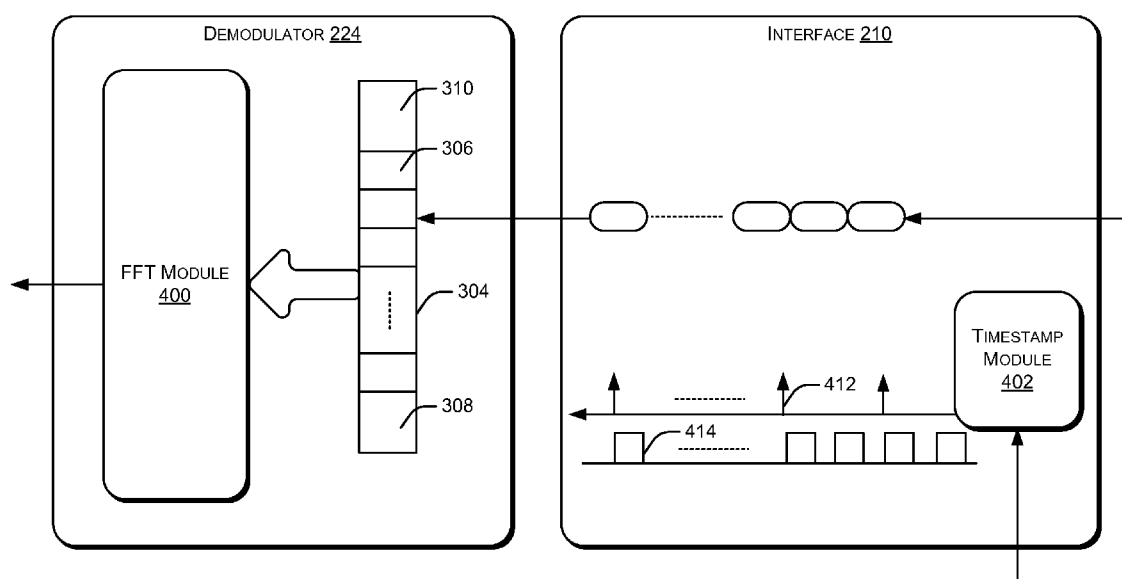 DEMODULATOR 224
INTERFACE 210
310
306
FFT MODULE
400
304
308
TIMESTAMP
MODULE
402
412
414